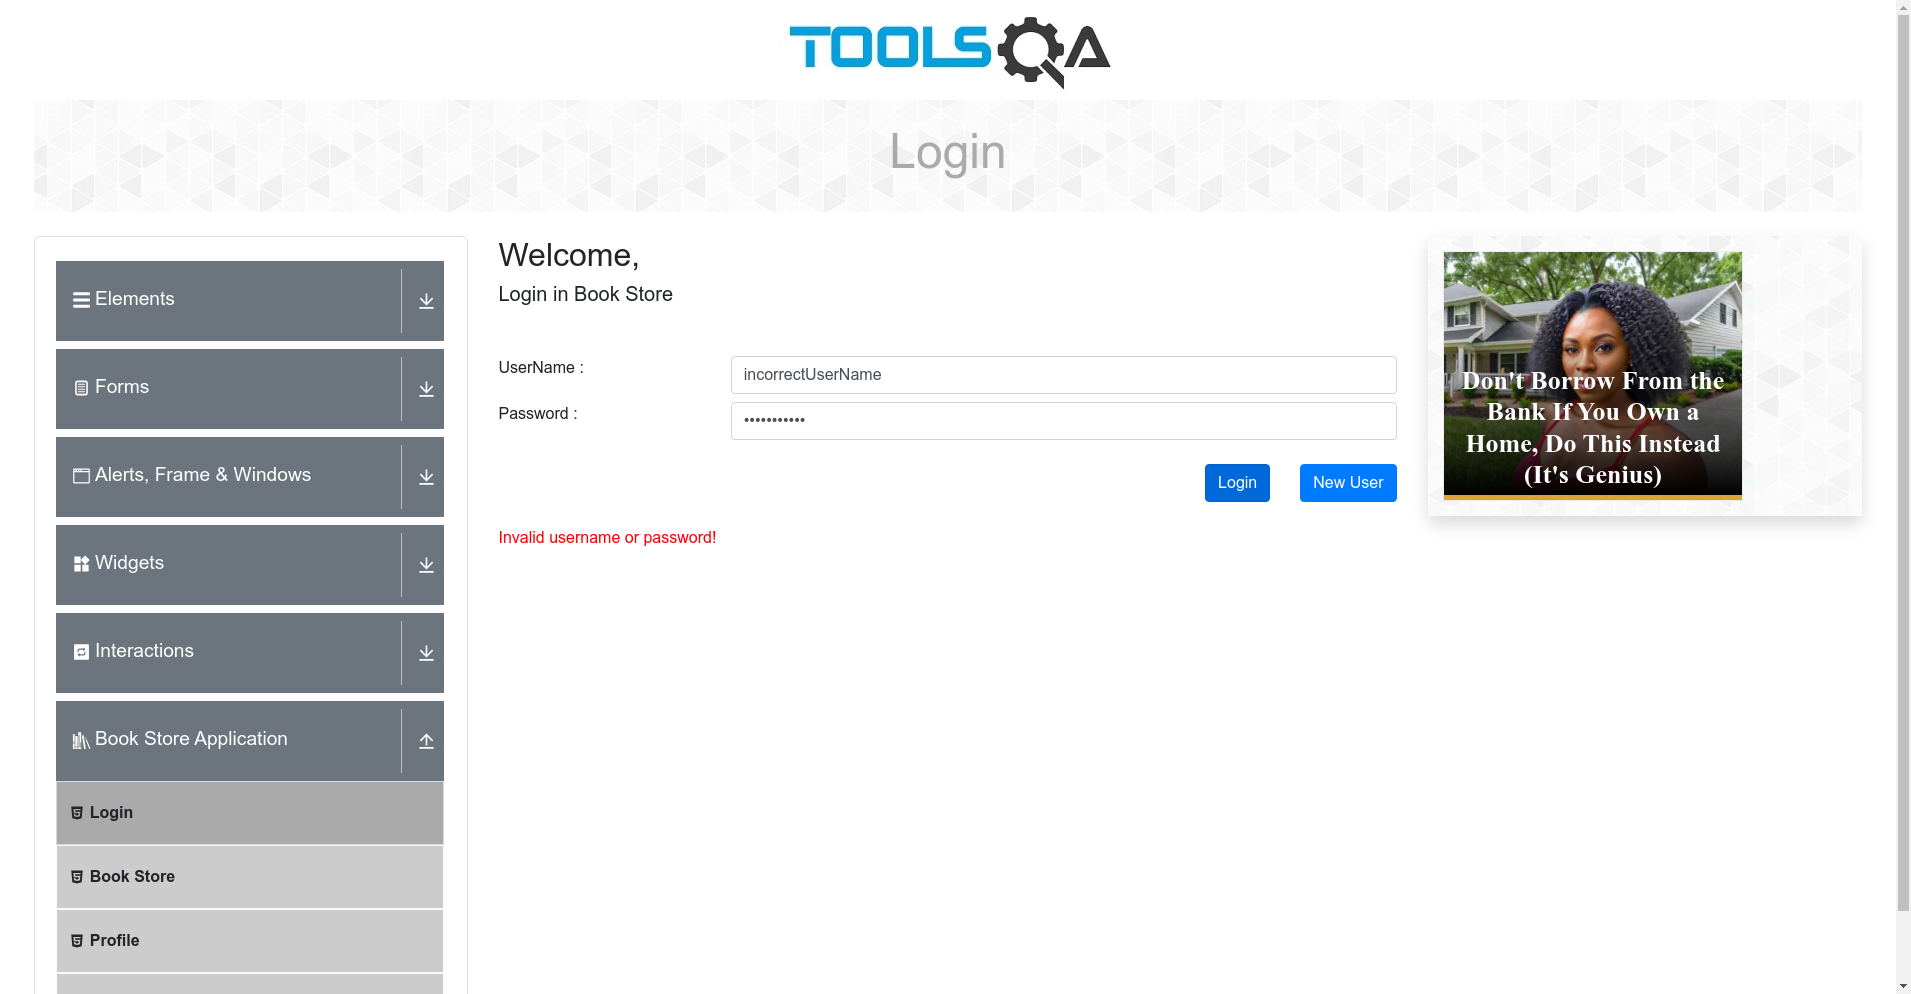 TOOLSQA
Login
Elements
Forms
Alerts, Frame & Windows
Widgets
Interactions
Book Store Application
Login
Book Store
Profile
Welcome,
Login in Book Store
UserName :
incorrectUserName
Password :
•••••••••••
Login
New User
Invalid username or password!
Don't Borrow From the
Bank If You Own a
Home, Do This Instead
(It's Genius)